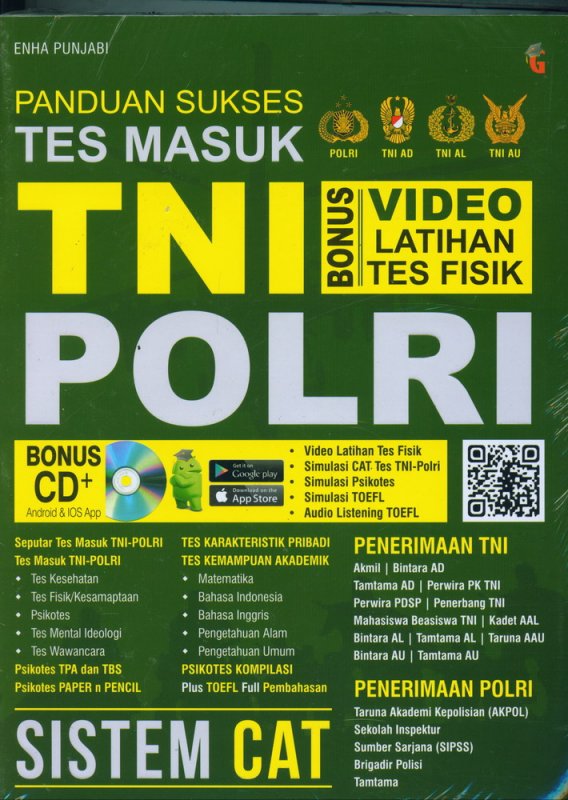 ENHA PUNJABI
G
PANDUAN SUKSES
TES MASUK
POLRI
TNI AD
TNI AL
TNI AU
TNI
BONUS
VIDEO
LATIHAN
TES FISIK
POLRI
BONUS
CD+
Android & IOS App
Get it on
Google play
Download on the
App Store
• Video Latihan Tes Fisik
• Simulasi CAT Tes TNI-Polri
• Simulasi Psikotes
• Simulasi TOEFL
• Audio Listening TOEFL
Seputar Tes Masuk TNI-POLRI
Tes Masuk TNI-POLRI
Tes Kesehatan
Tes Fisik/Kesamaptaan
Psikotes
Tes Mental Ideologi
Tes Wawancara
Psikotes TPA dan TBS
Psikotes PAPER n PENCIL
TES KARAKTERISTIK PRIBADI
TES KEMAMPUAN AKADEMIK
Matematika
Bahasa Indonesia
Bahasa Inggris
Pengetahuan Alam
Pengetahuan Umum
PSIKOTES KOMPILASI
Plus TOEFL Full Pembahasan
PENERIMAAN TNI
Akmil | Bintara AD
Tamtama AD | Perwira PK TNI
Perwira PDSP | Penerbang TNI
Mahasiswa Beasiswa TNI | Kadet AAL
Bintara AL | Tamtama AL | Taruna AAU
Bintara AU | Tamtama AU
PENERIMAAN POLRI
Taruna Akademi Kepolisian (AKPOL)
Sekolah Inspektur
Sumber Sarjana (SIPSS)
Brigadir Polisi
Tamtama
SISTEM CAT